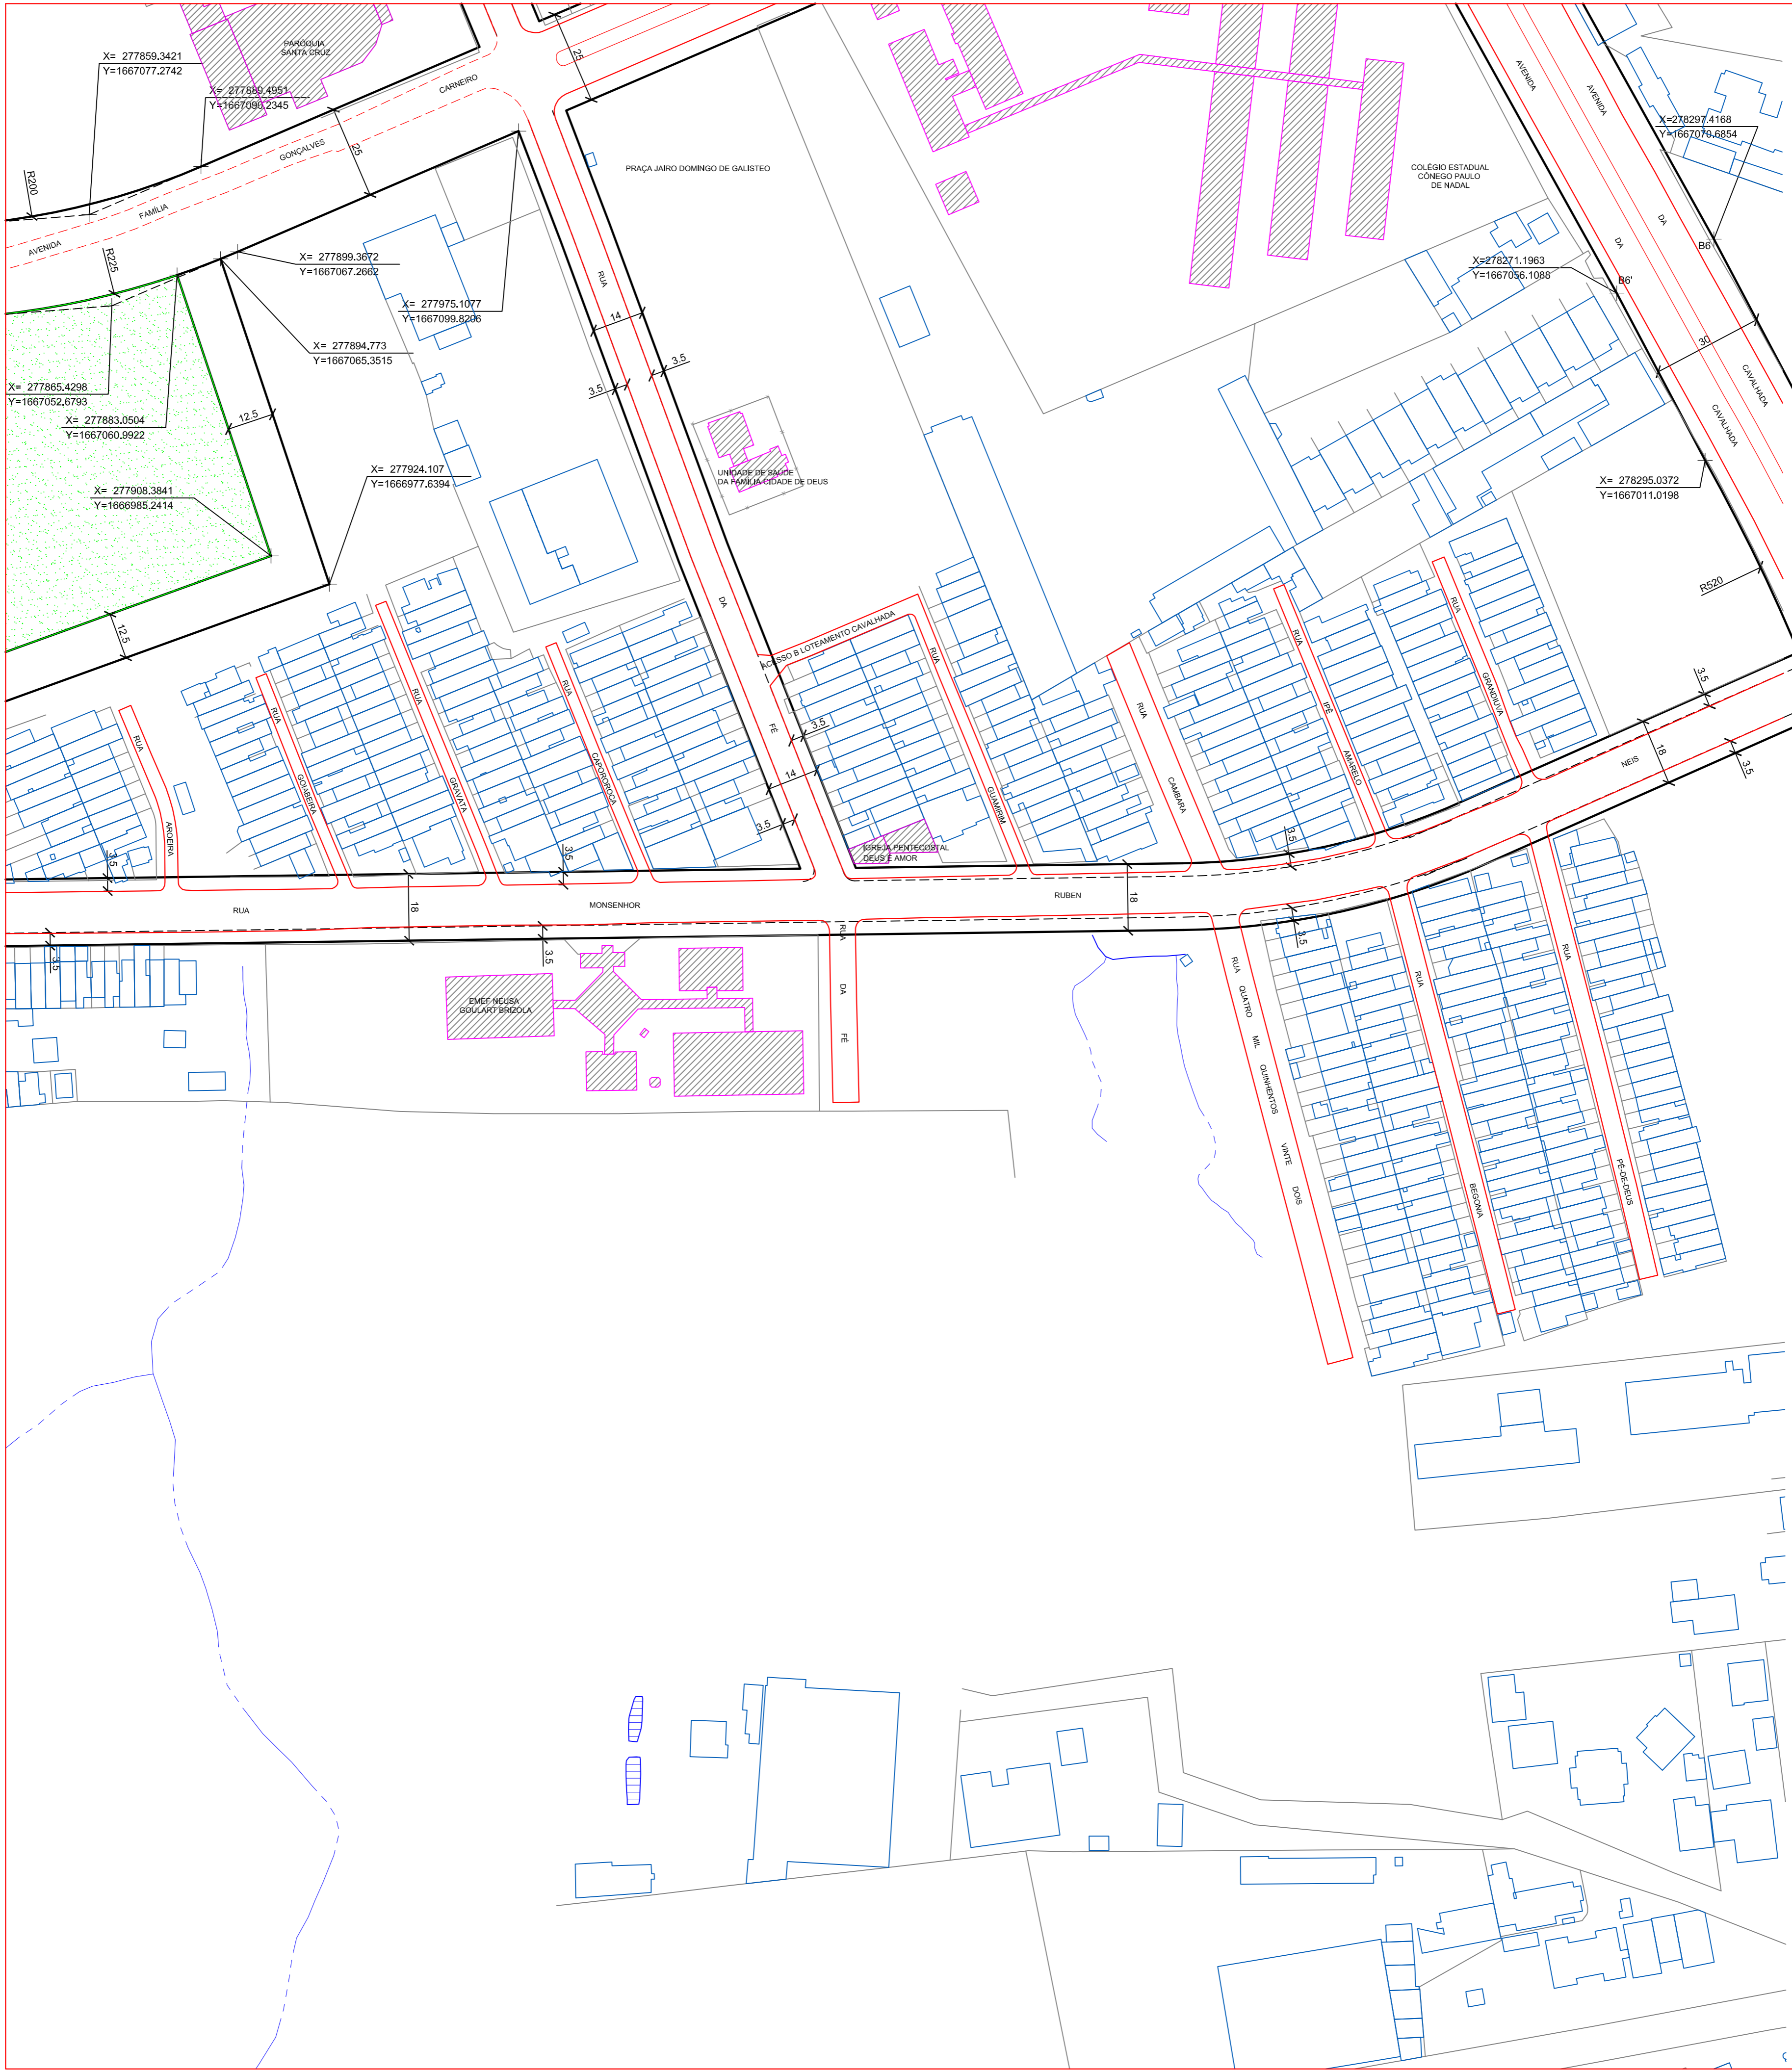 PARÓQUIA
SANTA CRUZ
X= 277859.3421
Y=1667077.2742
X= 277889.4951
Y=1667090.2345
25
AVENIDA
FAMÍLIA
GONÇALVES
CARNEIRO
25
R200
R225
PRAÇA JAIRO DOMINGO DE GALISTEO
COLÉGIO ESTADUAL
CÔNEGO PAULO
DE NADAL
AVENIDA
DA
CAVALHADA
AVENIDA
DA
CAVALHADA
X=278297.4168
Y=1667070.6854
B6
X=278271.1963
Y=1667056.1088
B6'
30
X= 277899.3672
Y=1667067.2662
X= 277975.1077
Y=1667099.8206
X= 277894.773
Y=1667065.3515
X= 277865.4298
Y=1667052.6793
X= 277883.0504
Y=1667060.9922
12.5
X= 277908.3841
Y=1666985.2414
X= 277924.107
Y=1666977.6394
12.5
RUA
DA
FÉ
14
3.5
3.5
UNIDADE DE SAÚDE
DA FAMÍLIA CIDADE DE DEUS
X= 278295.0372
Y=1667011.0198
R520
ACESSO B LOTEAMENTO CAVALHADA
RUA
AROEIRA
RUA
GOIABEIRA
RUA
GRAVATA
RUA
CAPOROROCA
RUA
GUAMIRIM
RUA
CAMBARA
RUA
IPÊ
AMARELO
RUA
GRANDUVA
3.5
14
3.5
3.5
18
3.5
3.5
3.5
3.5
IGREJA PENTECOSTAL
DEUS É AMOR
RUA
MONSENHOR
RUBEN
NEIS
18
18
3.5
3.5
3.5
EMEF NEUSA
GOULART BRIZOLA
RUA
DA
FÉ
RUA
QUATRO
MIL
QUINHENTOS
VINTE
DOIS
RUA
BEGONIA
RUA
PÉ-DE-DEUS